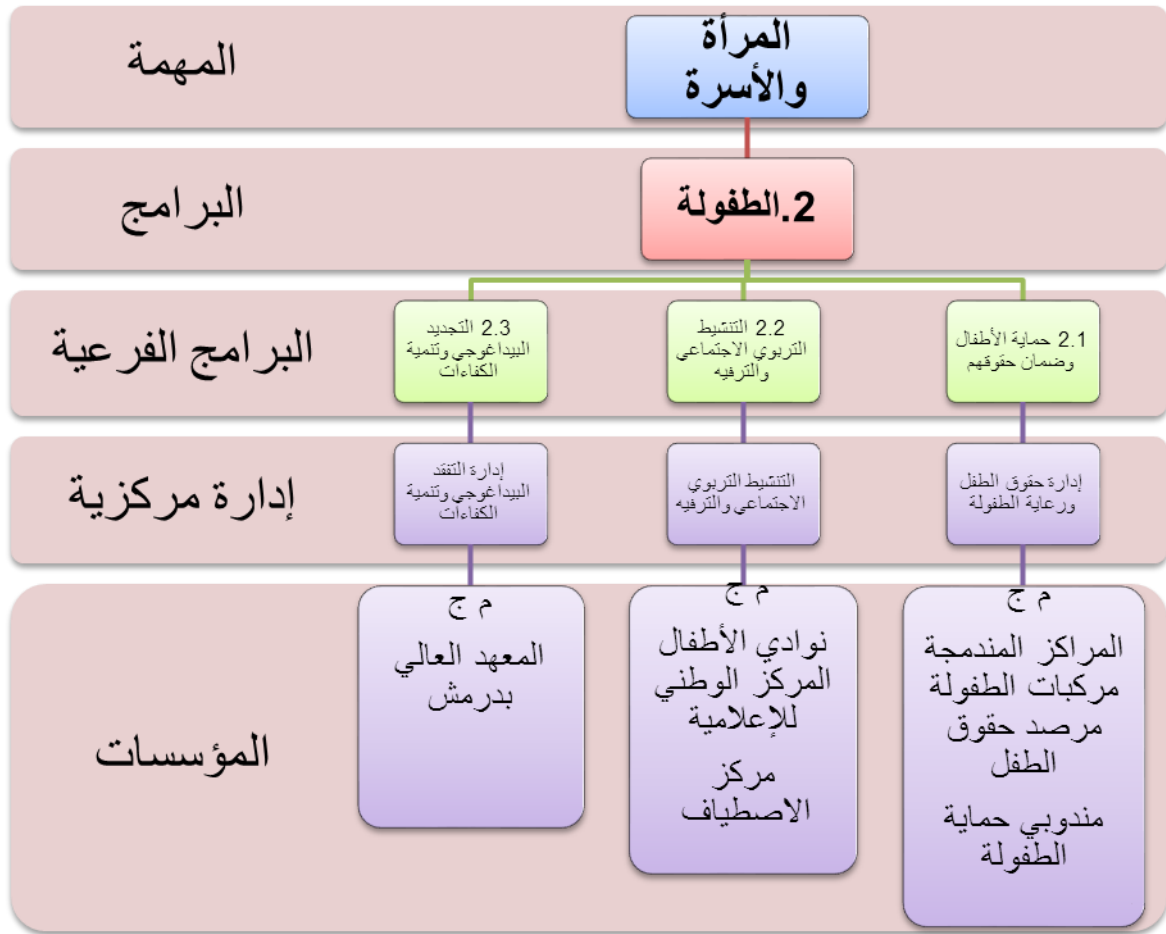 المهمة
المرأة
والأسرة
البرامج
2.الطفولة
البرامج الفرعية
2.1 حماية الأطفال
وضمان حقوقهم
2.2 التنشيط
التربوي الاجتماعي
والترفيه
2.3 التجديد
البيداغوجي وتنمية
الكفاءات
إدارة مركزية
إدارة حقوق الطفل
ورعاية الطفولة
التنشيط التربوي
الاجتماعي والترفيه
إدارة التفقد
البيداغوجي وتنمية
الكفاءات
المؤسسات
م ج
المراكز المندمجة
مركبات الطفولة
مرصد حقوق
الطفل
مندوبي حماية
الطفولة
م ج
نوادي الأطفال
المركز الوطني
للإعلامية
مركز
الاصطياف
م ج
المعهد العالي
بدرمش